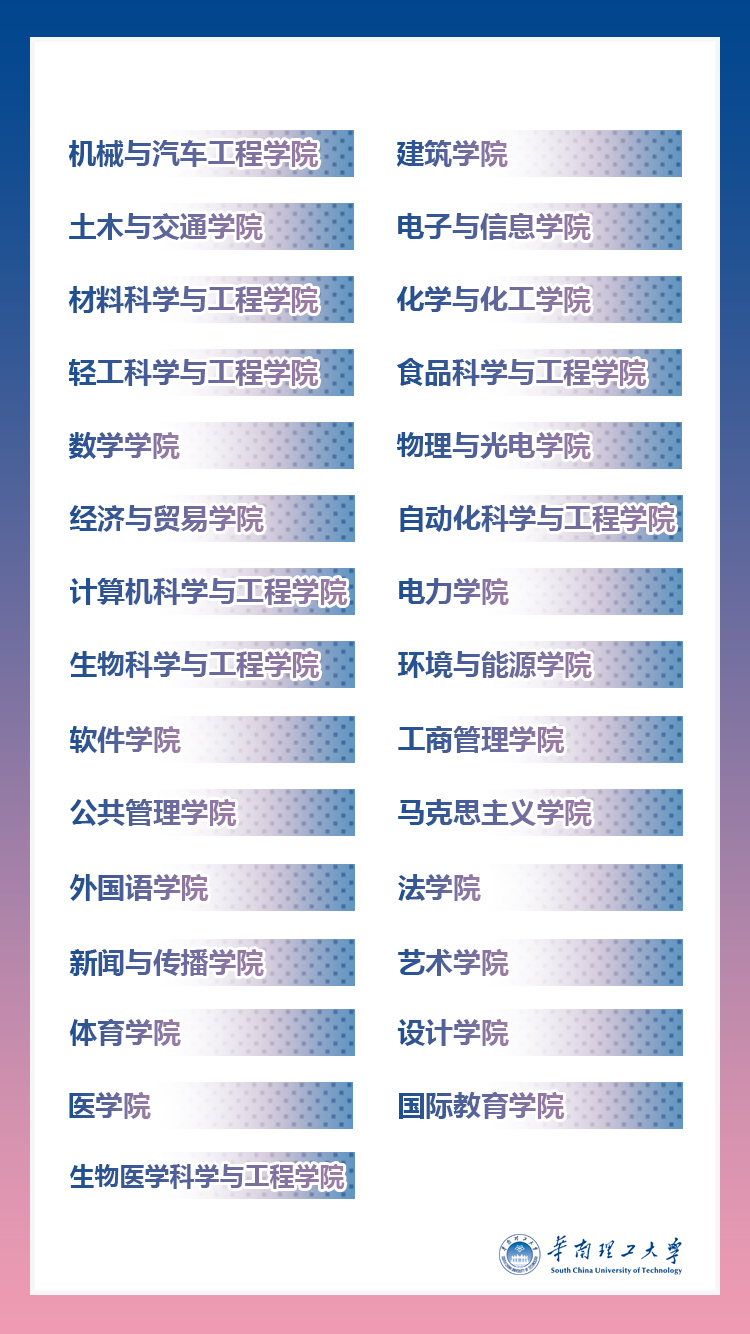 机械与汽车工程学院
建筑学院
土木与交通学院
电子与信息学院
材料科学与工程学院
化学与化工学院
轻工科学与工程学院
食品科学与工程学院
数学学院
物理与光电学院
经济与贸易学院
自动化科学与工程学院
计算机科学与工程学院
电力学院
生物科学与工程学院
环境与能源学院
软件学院
工商管理学院
公共管理学院
马克思主义学院
外国语学院
法学院
新闻与传播学院
艺术学院
体育学院
设计学院
医学院
国际教育学院
生物医学科学与工程学院
华南理工大学
South China University of Technology